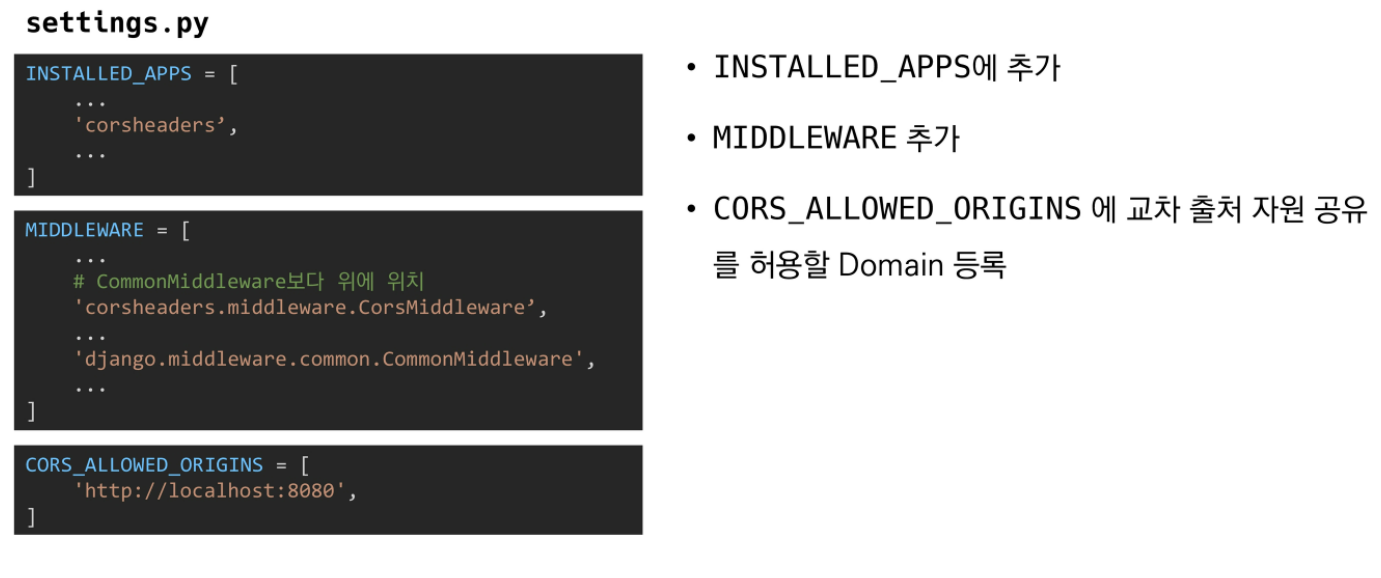 settings.py
INSTALLED_APPS = [
...
'corsheaders’,
...
]
MIDDLEWARE = [
...
# CommonMiddleware보다 위에 위치
'corsheaders.middleware.CorsMiddleware’,
...
'django.middleware.common.CommonMiddleware',
...
]
CORS_ALLOWED_ORIGINS = [
'http://localhost:8080',
]
• INSTALLED_APPS에 추가
• MIDDLEWARE 추가
• CORS_ALLOWED_ORIGINS 에 교차 출처 자원 공유
를 허용할 Domain 등록